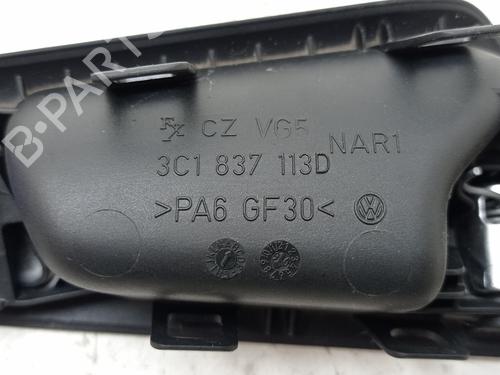 CZ VG5 NAR1
3C1 837 113D
>PA6 GF30<
B-PARTS